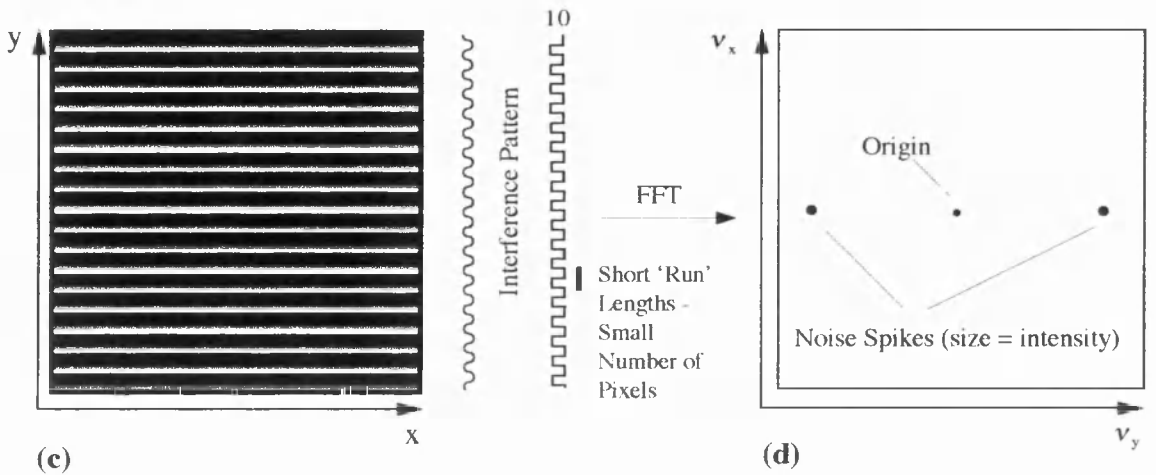 y
x
(c)
Interference Pattern
10
FFT
Short 'Run'
Lengths -
Small
Number of
Pixels
ν x
Origin
Noise Spikes (size = intensity)
ν y
(d)